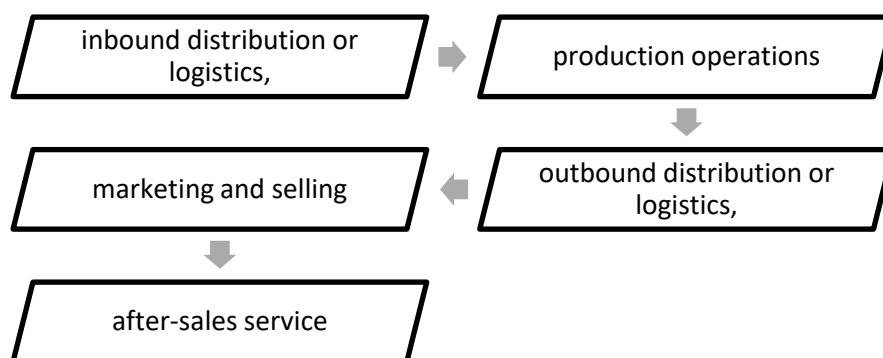 inbound distribution or
logistics,
production operations
outbound distribution or
logistics,
marketing and selling
after-sales service